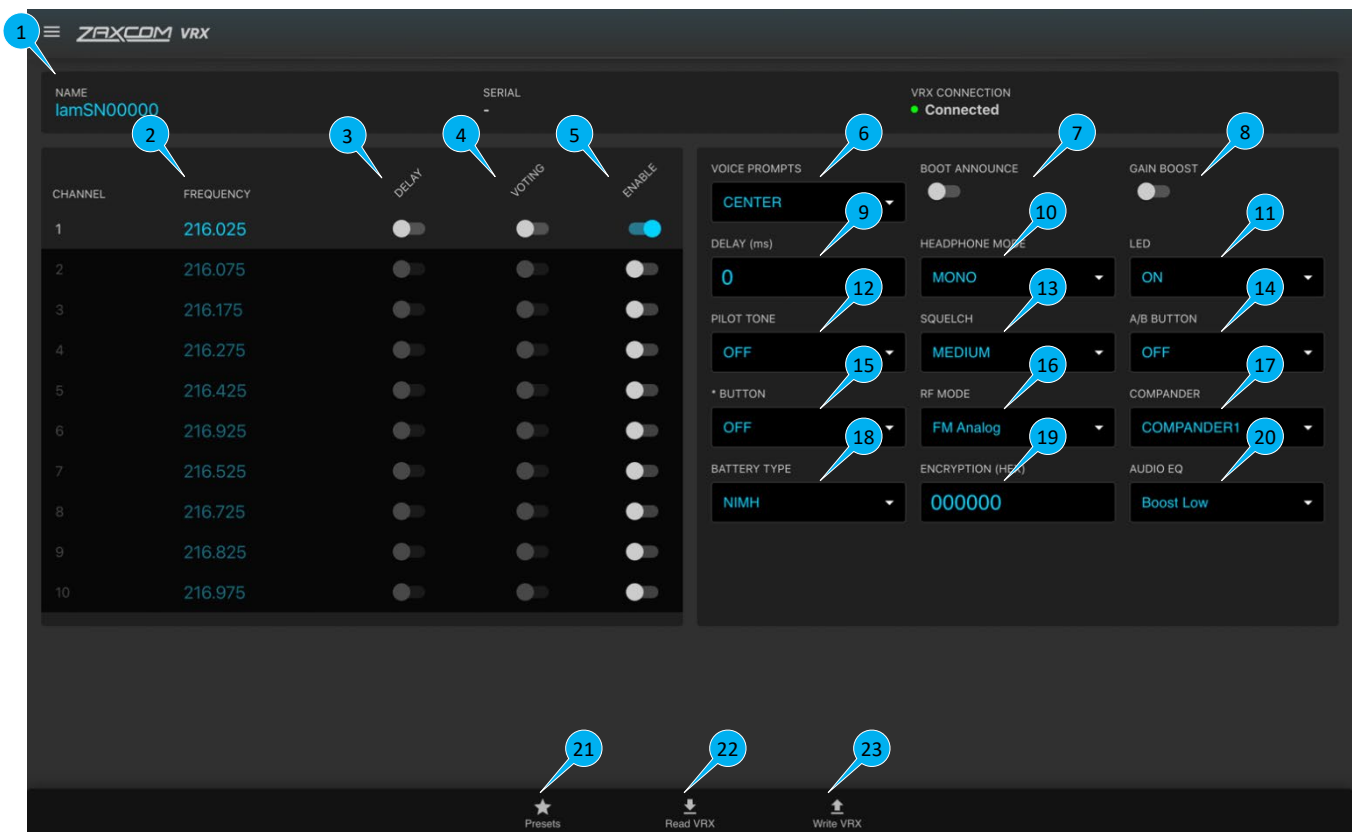 1
ZAXCOM VRX
NAME
IamSN00000
SERIAL
-
VRX CONNECTION
Connected
2
3
4
5
6
7
8
CHANNEL FREQUENCY DELAY VOTING ENABLE
1 216.025
2 216.075
3 216.175
4 216.275
5 216.425
6 216.925
7 216.525
8 216.725
9 216.825
10 216.975
VOICE PROMPTS BOOT ANNOUNCE GAIN BOOST
CENTER
9
10
11
DELAY (ms) HEADPHONE MODE LED
0 MONO ON
12
13
14
PILOT TONE SQUELCH A/B BUTTON
OFF MEDIUM OFF
15
16
17
* BUTTON RF MODE COMPANDER
OFF FM Analog COMPANDER1
18
19
20
BATTERY TYPE ENCRYPTION (HEX) AUDIO EQ
NIMH 000000 Boost Low
21
22
23
Presets Read VRX Write VRX